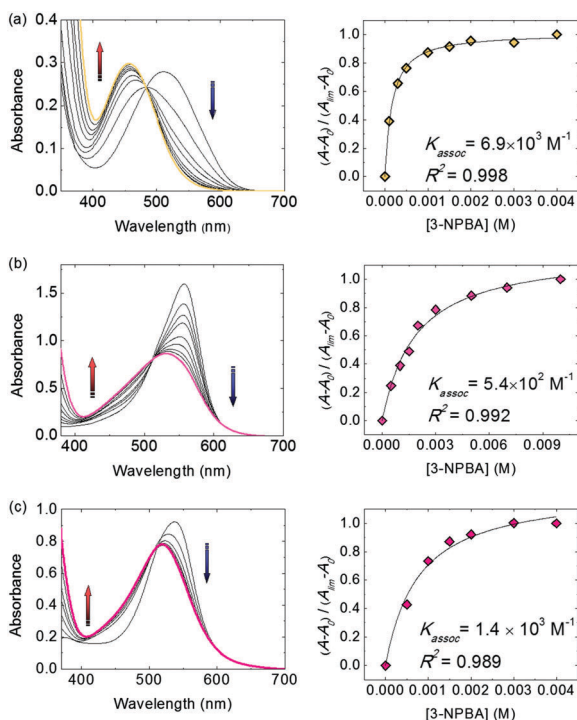 (a)
0.4
0.3
0.2
0.1
0.0
Absorbance
400 500 600 700
Wavelength (nm)
1.0
0.8
0.6
0.4
0.2
0.0
(A-A0) / (Alim-A0)
Kassoc = 6.9×10³ M⁻¹
R² = 0.998
0.000 0.001 0.002 0.003 0.004
[3-NPBA] (M)
(b)
1.5
1.0
0.5
0.0
Absorbance
400 500 600 700
Wavelength (nm)
1.0
0.8
0.6
0.4
0.2
0.0
(A-A0) / (Alim-A0)
Kassoc = 5.4×10² M⁻¹
R² = 0.992
0.000 0.003 0.006 0.009
[3-NPBA] (M)
(c)
1.0
0.8
0.6
0.4
0.2
0.0
Absorbance
400 500 600 700
Wavelength (nm)
1.0
0.8
0.6
0.4
0.2
0.0
(A-A0) / (Alim-A0)
Kassoc = 1.4 × 10³ M⁻¹
R² = 0.989
0.000 0.001 0.002 0.003 0.004
[3-NPBA] (M)